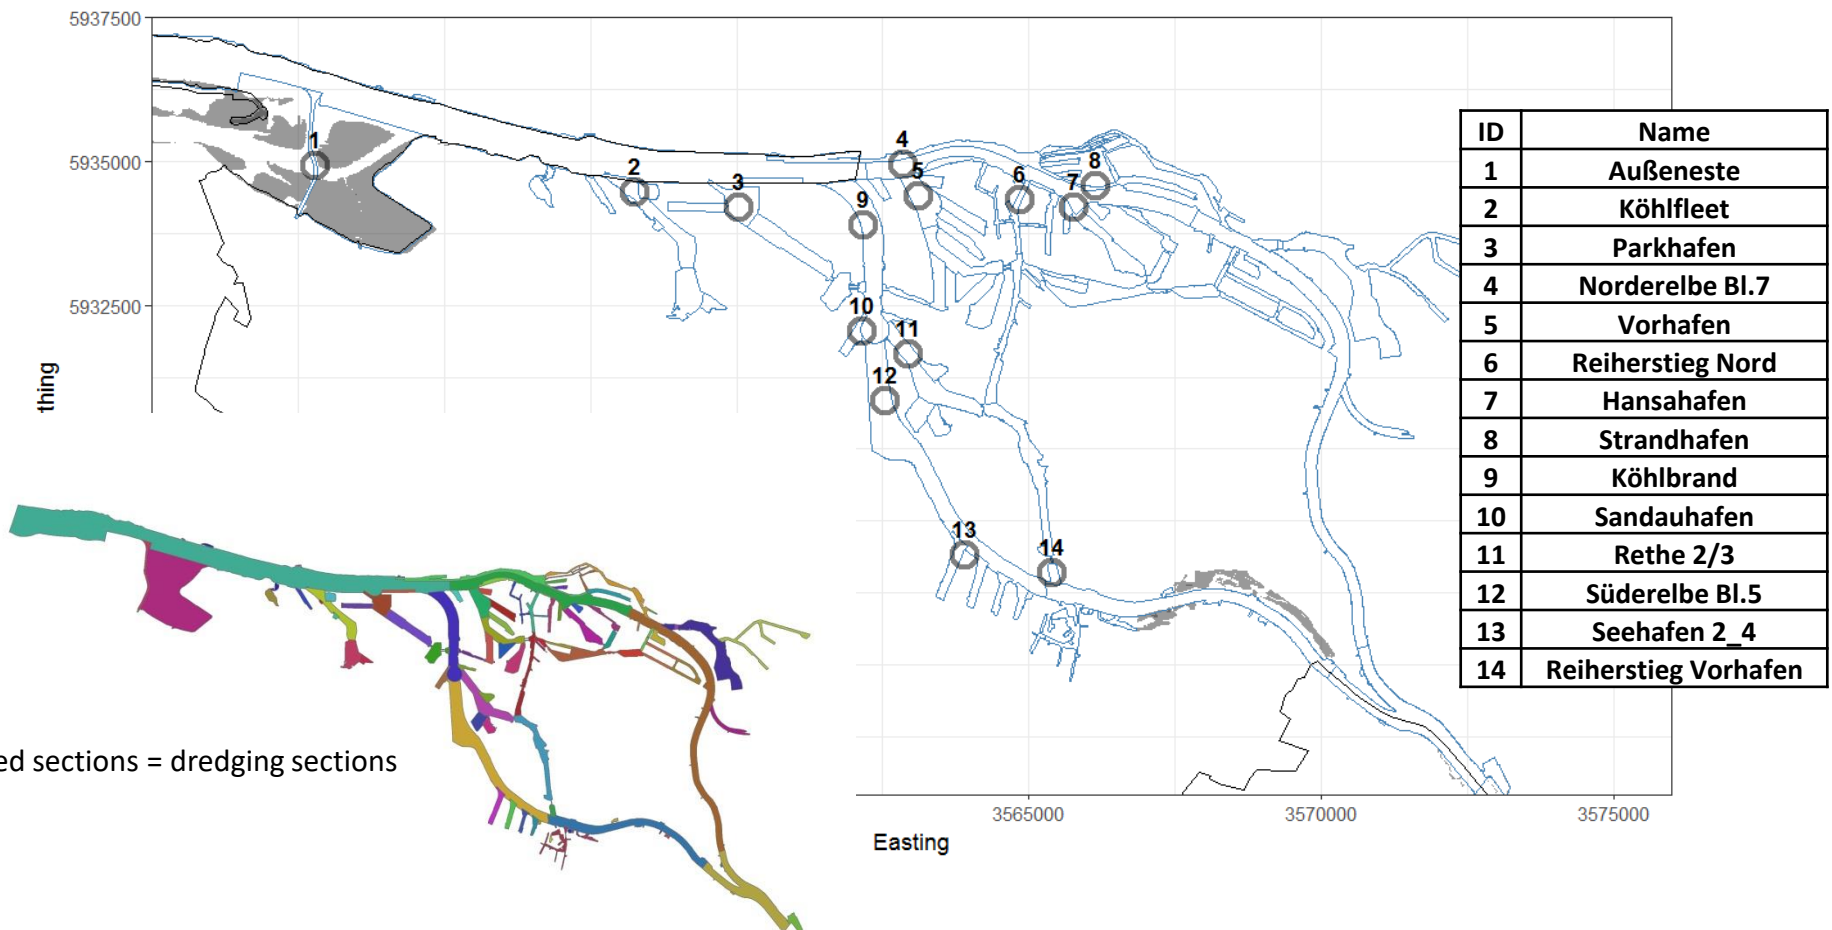 5937500
5935000
5932500
thing
1
2
3
4
5
6
7
8
9
10
11
12
13
14
3565000
3570000
3575000
Easting
ed sections = dredging sections
ID Name
1 Außeneste
2 Köhlfleet
3 Parkhafen
4 Norderelbe Bl.7
5 Vorhafen
6 Reiherstieg Nord
7 Hansahafen
8 Strandhafen
9 Köhlbrand
10 Sandauhafen
11 Rethe 2/3
12 Süderelbe Bl.5
13 Seehafen 2_4
14 Reiherstieg Vorhafen